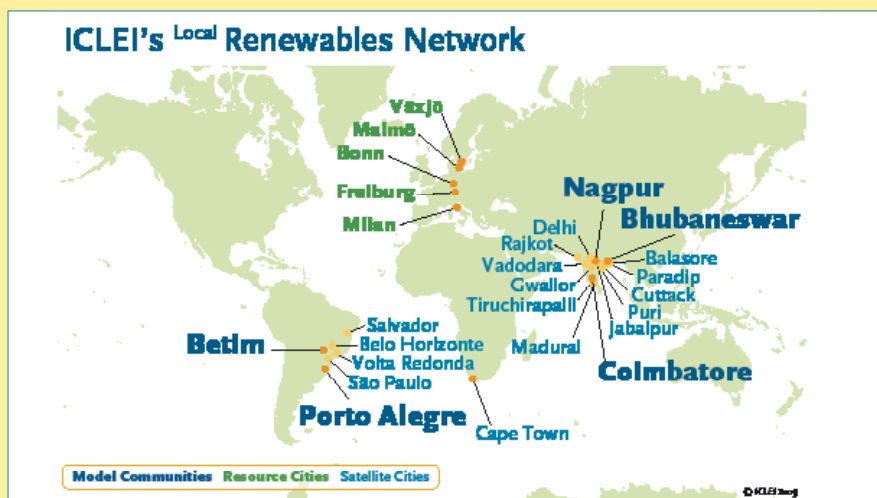 ICLEI's Local Renewables Network
Växjö
Malmö
Bonn
Freiburg
Milan
Nagpur
Bhubaneswar
Delhi
Rajkot
Vadodara
Gwalior
Tiruchirapalli
Madurai
Balasore
Paradip
Cuttack
Puri
Jabalpur
Coimbatore
Salvador
Betim
Belo Horizonte
Volta Redonda
Sao Paulo
Porto Alegre
Cape Town
Model Communities Resource Cities Satellite Cities
© ICLEI